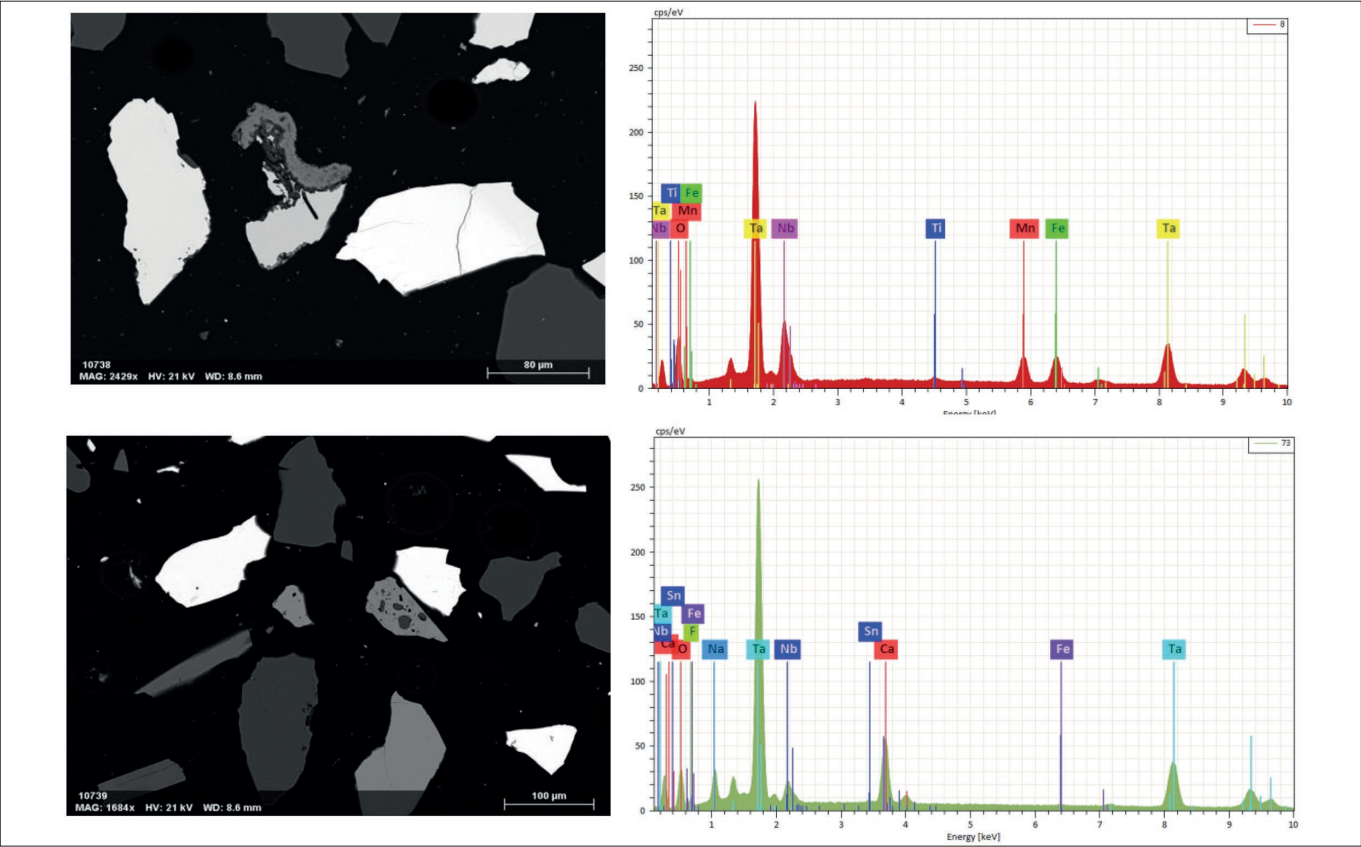 10738
MAG: 2429x HV: 21 kV WD: 8.6 mm
80 µm
cps/eV
8
250
200
150
100
50
0
Ti Fe
Ta Mn
Nb O Ta Nb Ti Mn Fe Ta
1 2 3 4 5 6 7 8 9 10
Energy [keV]
10739
MAG: 1684x HV: 21 kV WD: 8.6 mm
100 µm
cps/eV
73
250
200
150
100
50
0
Sn
Ta Fe
Nb F Sn
Ca O Na Ta Nb Ca Fe Ta
1 2 3 4 5 6 7 8 9 10
Energy [keV]